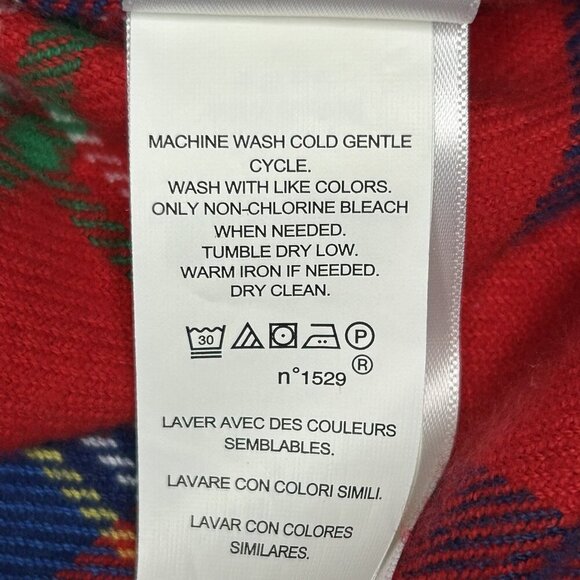 MACHINE WASH COLD GENTLE
CYCLE.
WASH WITH LIKE COLORS.
ONLY NON-CHLORINE BLEACH
WHEN NEEDED.
TUMBLE DRY LOW.
WARM IRON IF NEEDED.
DRY CLEAN.
30 P
n°1529 ®
LAVER AVEC DES COULEURS
SEMBLABLES.
LAVARE CON COLORI SIMILI.
LAVAR CON COLORES
SIMILARES.